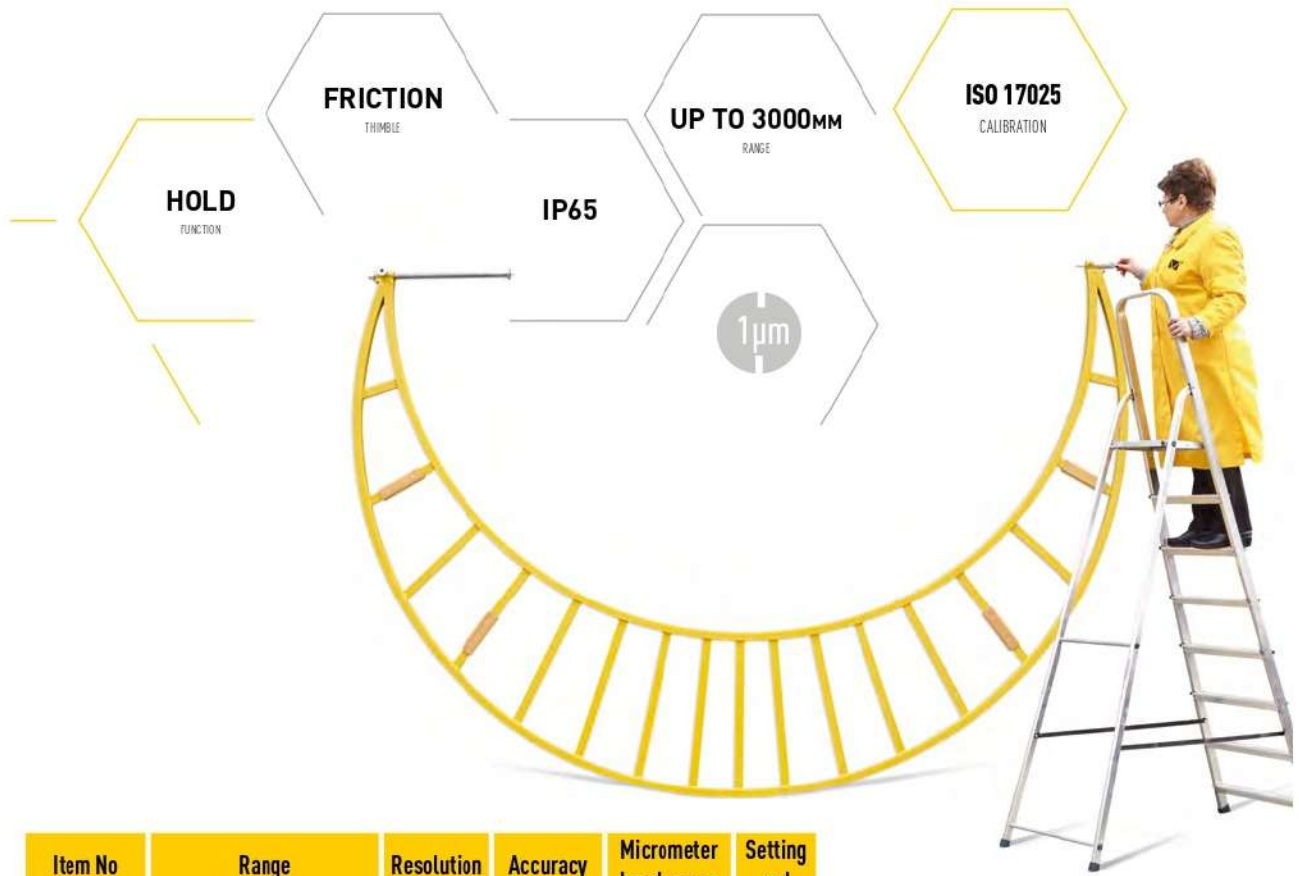 FRICTION
THIMBLE
UP TO 3000MM
RANGE
ISO 17025
CALIBRATION
HOLD
FUNCTION
IP65
1µm
Item No
Range
Resolution
Accuracy
Micrometer
Setting